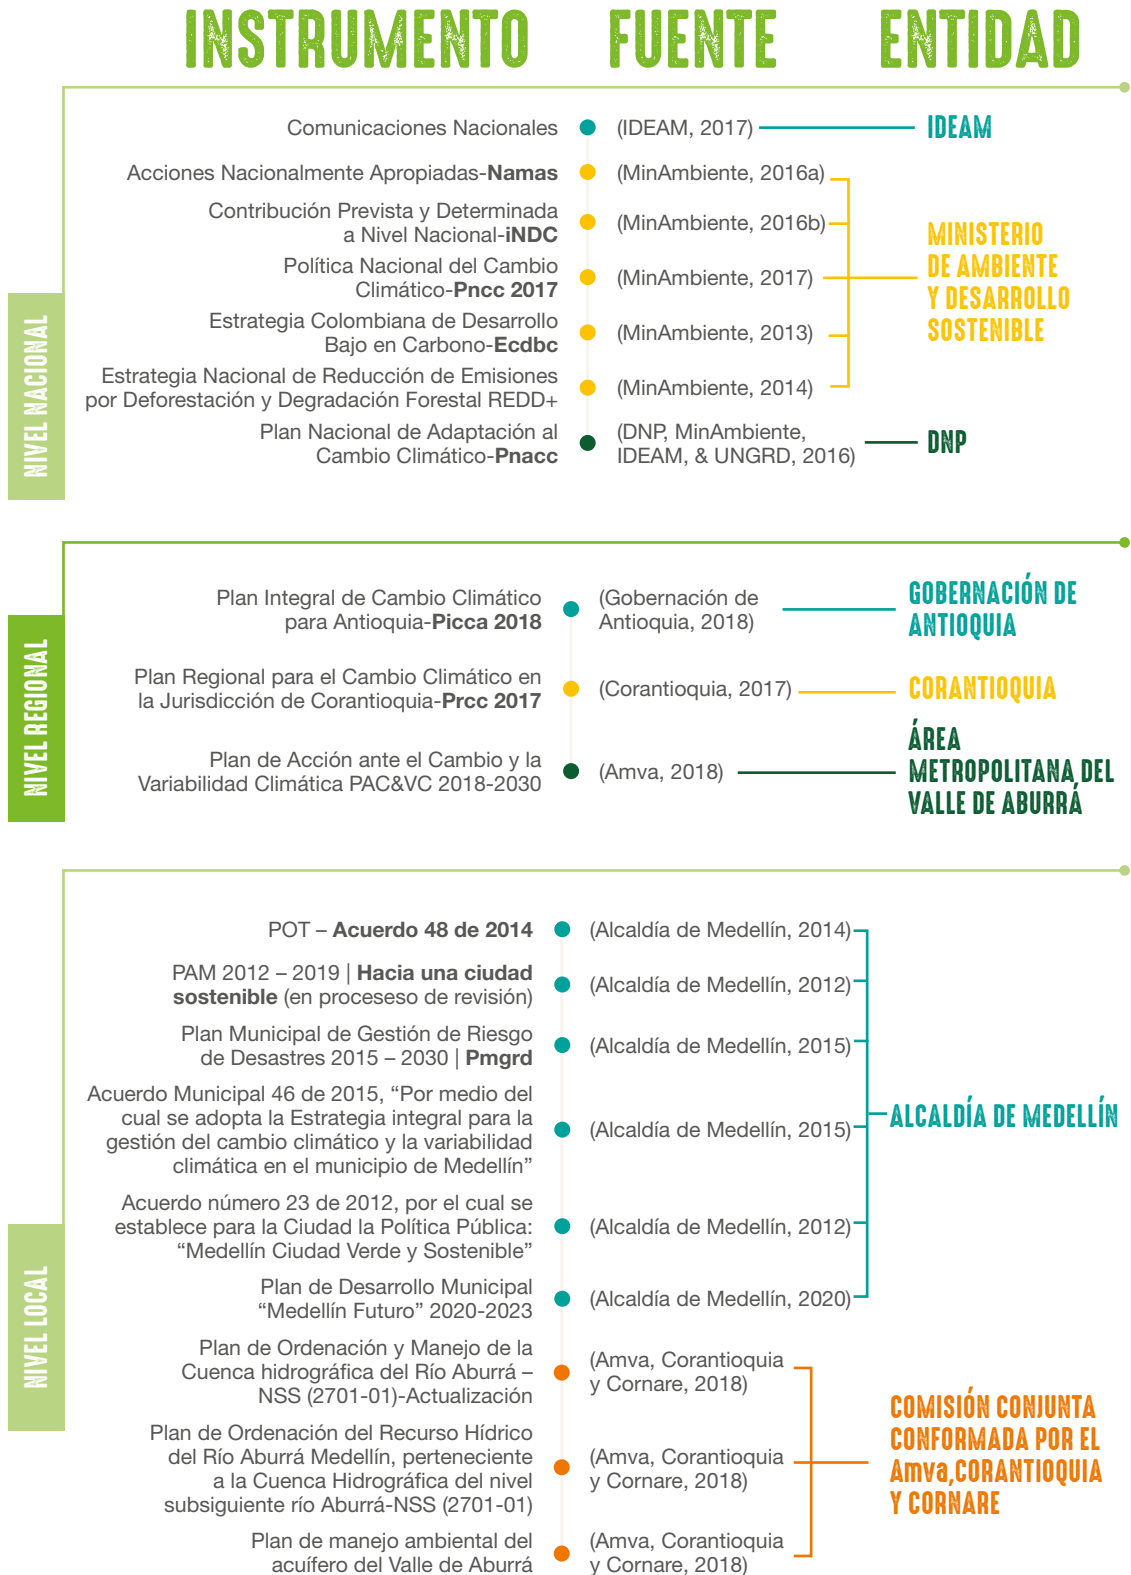 INSTRUMENTO FUENTE ENTIDAD
NIVEL NACIONAL
Comunicaciones Nacionales (IDEAM, 2017) IDEAM
Acciones Nacionalmente Apropiadas-Namas (MinAmbiente, 2016a)
Contribución Prevista y Determinada
a Nivel Nacional-iNDC
(MinAmbiente, 2016b)
Política Nacional del Cambio
Climático-Pncc 2017
(MinAmbiente, 2017)
Estrategia Colombiana de Desarrollo
Bajo en Carbono-Ecdbc
(MinAmbiente, 2013)
Estrategia Nacional de Reducción de Emisiones
por Deforestación y Degradación Forestal REDD+
(MinAmbiente, 2014)
MINISTERIO
DE AMBIENTE
Y DESARROLLO
SOSTENIBLE
Plan Nacional de Adaptación al
Cambio Climático-Pnacc
(DNP, MinAmbiente,
IDEAM, & UNGRD, 2016)
DNP
NIVEL REGIONAL
Plan Integral de Cambio Climático
para Antioquia-Picca 2018
(Gobernación de
Antioquia, 2018)
GOBERNACIÓN DE
ANTIOQUIA
Plan Regional para el Cambio Climático en
la Jurisdicción de Corantioquia-Prcc 2017
(Corantioquia, 2017)
CORANTIOQUIA
Plan de Acción ante el Cambio y la
Variabilidad Climática PAC&VC 2018-2030
(Amva, 2018)
ÁREA
METROPOLITANA DEL
VALLE DE ABURRÁ
NIVEL LOCAL
POT – Acuerdo 48 de 2014 (Alcaldía de Medellín, 2014)
PAM 2012 – 2019 | Hacia una ciudad
sostenible (en proceseso de revisión)
(Alcaldía de Medellín, 2012)
Plan Municipal de Gestión de Riesgo
de Desastres 2015 – 2030 | Pmgrd
(Alcaldía de Medellín, 2015)
Acuerdo Municipal 46 de 2015, “Por medio del
cual se adopta la Estrategia integral para la
gestión del cambio climático y la variabilidad
climática en el municipio de Medellín”
(Alcaldía de Medellín, 2015)
Acuerdo número 23 de 2012, por el cual se
establece para la Ciudad la Política Pública:
“Medellín Ciudad Verde y Sostenible”
(Alcaldía de Medellín, 2012)
Plan de Desarrollo Municipal
“Medellín Futuro” 2020-2023
(Alcaldía de Medellín, 2020)
ALCALDÍA DE MEDELLÍN
Plan de Ordenación y Manejo de la
Cuenca hidrográfica del Río Aburrá –
NSS (2701-01)-Actualización
(Amva, Corantioquia
y Cornare, 2018)
Plan de Ordenación del Recurso Hídrico
del Río Aburrá Medellín, perteneciente
a la Cuenca Hidrográfica del nivel
subsiguiente río Aburrá-NSS (2701-01)
(Amva, Corantioquia
y Cornare, 2018)
Plan de manejo ambiental del
acuífero del Valle de Aburrá
(Amva, Corantioquia
y Cornare, 2018)
COMISIÓN CONJUNTA
CONFORMADA POR EL
Amva,CORANTIOQUIA
Y CORNARE